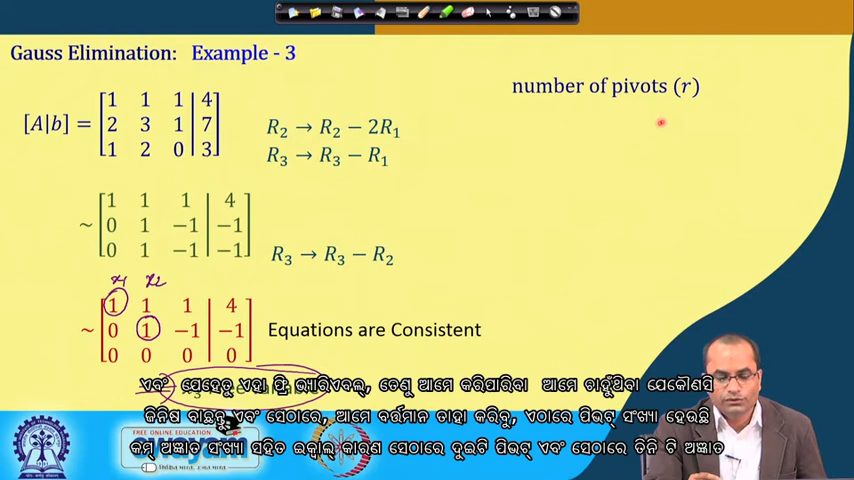 Gauss Elimination: Example - 3
number of pivots (r)
[A|b] = [1 1 1 | 4
2 3 1 | 7
1 2 0 | 3]
R₂ → R₂ − 2R₁
R₃ → R₃ − R₁
~ [1 1 1 | 4
0 1 −1 | −1
0 1 −1 | −1]
R₃ → R₃ − R₂
x₁ x₂
~ [1 1 1 | 4
0 1 −1 | −1
0 0 0 | 0]
Equations are Consistent
ଏବଂ ଯେହେତୁ ଏହା ଫ୍ରି ଭ୍ୟାରିଏବଲ୍, ତେଣୁ ଆମେ କରିପାରିବା ଆମେ ଚାହୁଁଥିବା ଯେକୌଣସି
ଜିନିଷ ବାଛନ୍ତୁ ଏବଂ ସେଠାରେ, ଆମେ ବର୍ତ୍ତମାନ ତାହା କରିବୁ, ଏଠାରେ ପିଭଟ୍ ସଂଖ୍ୟା ହେଉଛି
କମ୍ ଅଜ୍ଞାତ ସଂଖ୍ୟା ସହିତ ଇକ୍ୱାଲ୍ କାରଣ ସେଠାରେ ଦୁଇଟି ପିଭଟ୍ ଏବଂ ସେଠାରେ ତିନି ଟି ଅଜ୍ଞାତ
FREE ONLINE EDUCATION
swayam